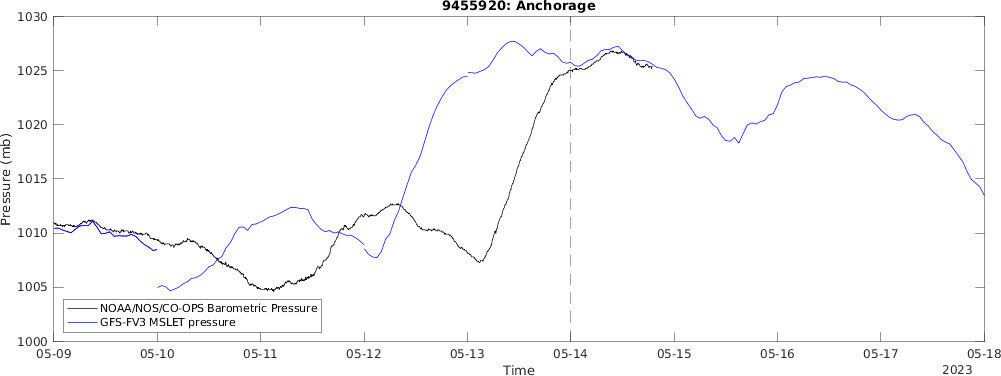 9455920: Anchorage
1030
1025
1020
1015
1010
1005
1000
Pressure (mb)
NOAA/NOS/CO-OPS Barometric Pressure
GFS-FV3 MSLET pressure
05-09 05-10 05-11 05-12 05-13 05-14 05-15 05-16 05-17 05-18
Time
2023